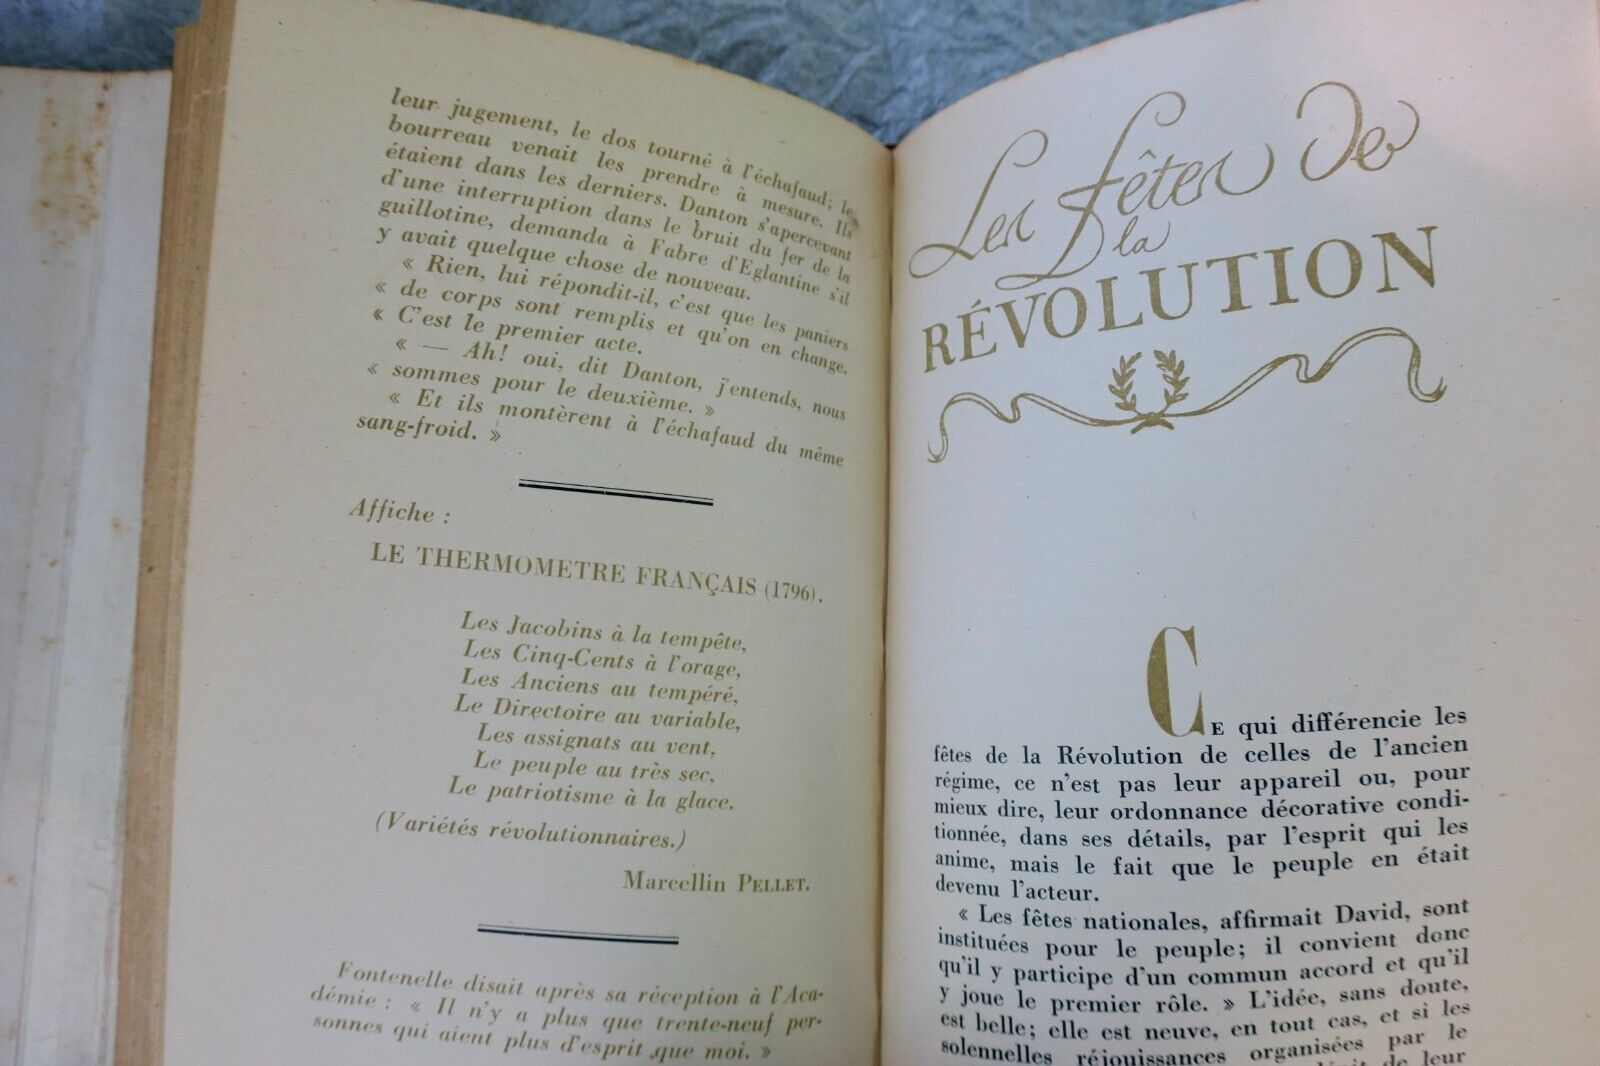 leur jugement, le dos tourné à l'échafaud; le
bourreau venait les prendre à mesure. Ils
étaient dans les derniers. Danton s'apercevant
d'une interruption dans le bruit du fer de la
guillotine, demanda à Fabre d'Eglantine s'il
y avait quelque chose de nouveau.
« Rien, lui répondit-il, c'est que les paniers
« de corps sont remplis et qu'on en change.
« C'est le premier acte.
« — Ah! oui, dit Danton, j'entends, nous
« sommes pour le deuxième. »
« Et ils montèrent à l'échafaud du même
sang-froid. »
Affiche :
LE THERMOMETRE FRANÇAIS (1796).
Les Jacobins à la tempête,
Les Cinq-Cents à l'orage,
Les Anciens au tempéré,
Le Directoire au variable,
Les assignats au vent,
Le peuple au très sec,
Le patriotisme à la glace.
(Variétés révolutionnaires.)
Marcellin PELLET.
Fontenelle disait après sa réception à l'Aca-
démie : « Il n'y a plus que trente-neuf per-
sonnes qui aient plus d'esprit que moi. »
Les Fêtes de
la
RÉVOLUTION
CE qui différencie les
fêtes de la Révolution de celles de l'ancien
régime, ce n'est pas leur appareil ou, pour
mieux dire, leur ordonnance décorative condi-
tionnée, dans ses détails, par l'esprit qui les
anime, mais le fait que le peuple en était
devenu l'acteur.
« Les fêtes nationales, affirmait David, sont
instituées pour le peuple; il convient donc
qu'il y participe d'un commun accord et qu'il
y joue le premier rôle. » L'idée, sans doute,
est belle; elle est neuve, en tout cas, et si les
solennelles réjouissances organisées par le
de leur